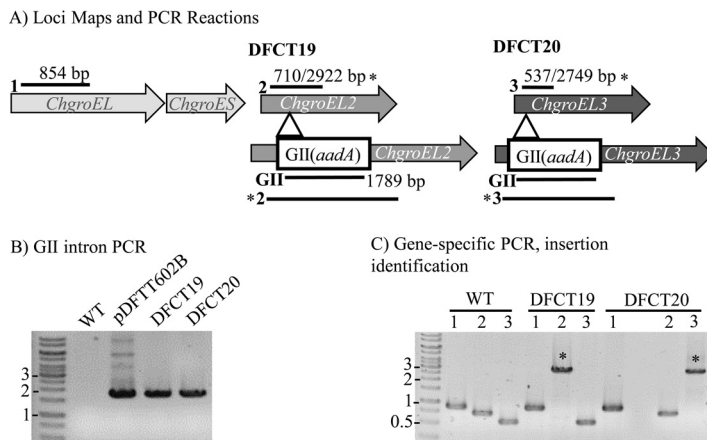 A) Loci Maps and PCR Reactions
DFCT19
DFCT20
1
854 bp
2
710/2922 bp *
3
537/2749 bp *
ChgroEL
ChgroES
ChgroEL2
ChgroEL3
GII(aadA)
ChgroEL2
GII(aadA)
ChgroEL3
GII
1789 bp
GII
*2
*3
B) GII intron PCR
WT
pDFTT602B
DFCT19
DFCT20
3
2
1
C) Gene-specific PCR, insertion
identification
WT
DFCT19
DFCT20
1 2 3 1 2 3 1 2 3
* *
3
2
1
0.5